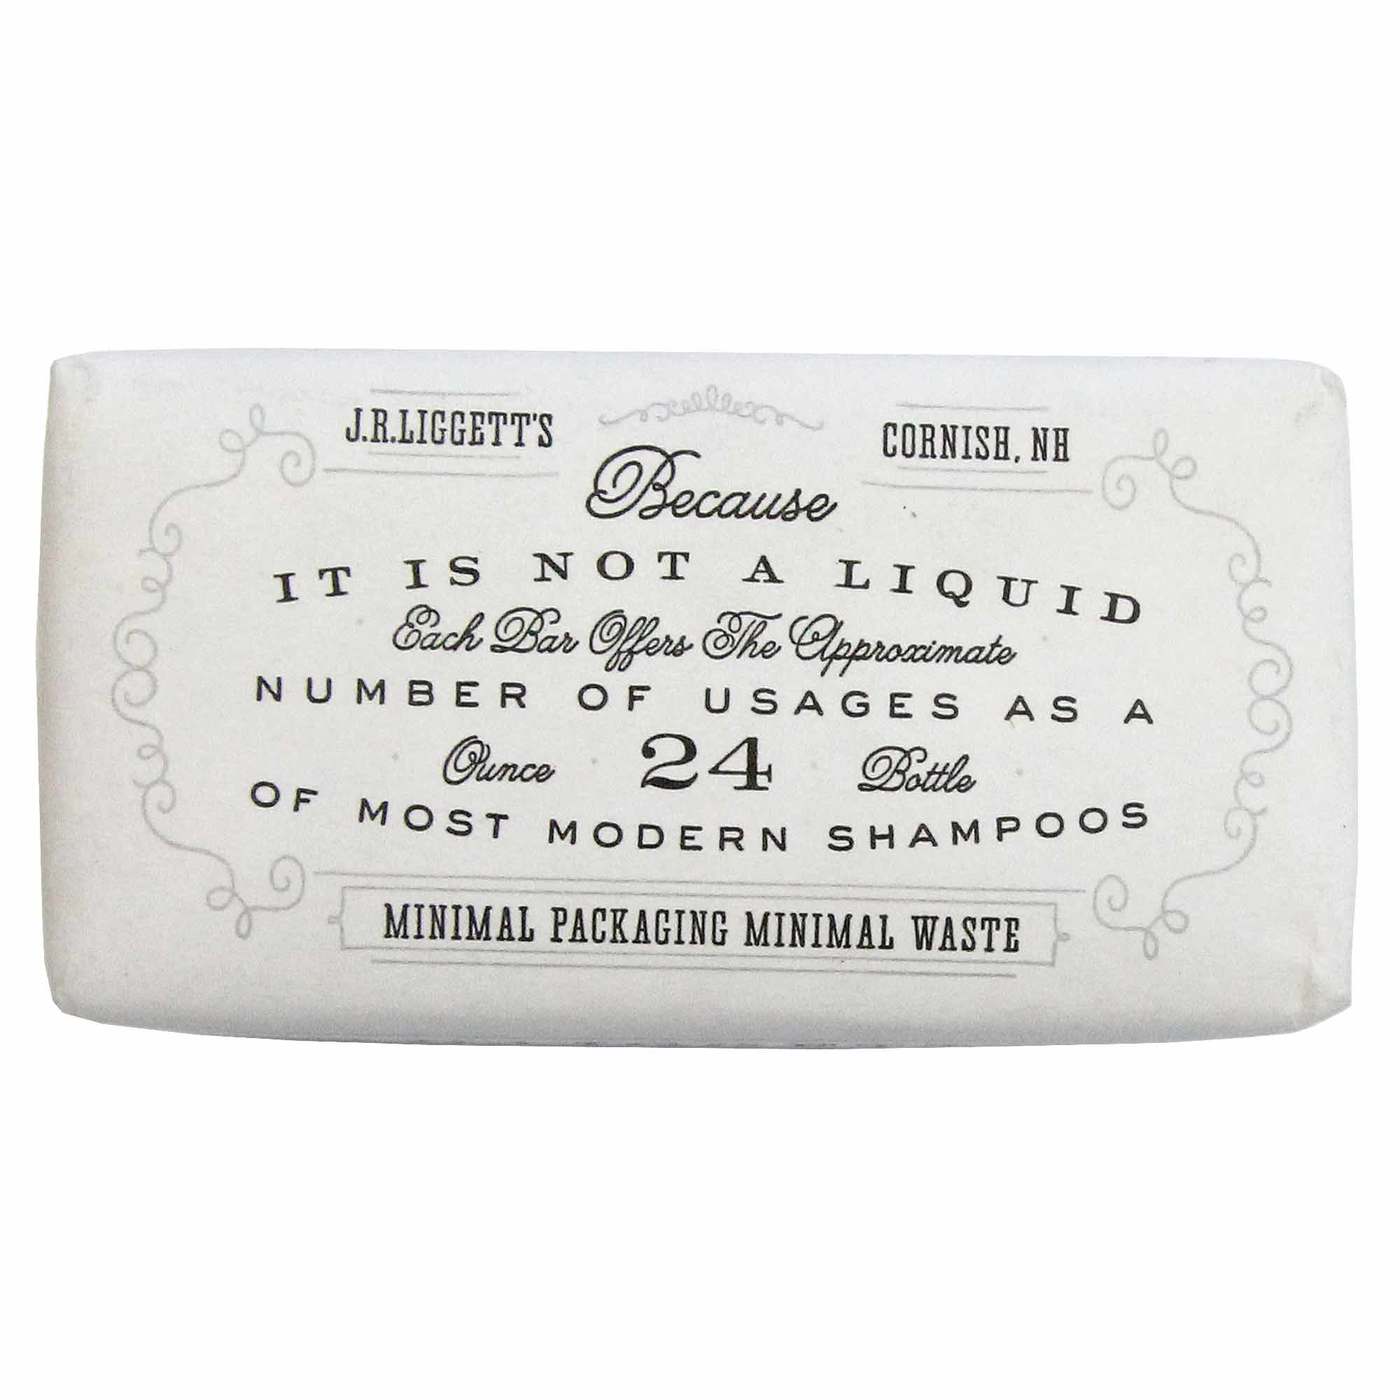 J.R.LIGGETT'S
CORNISH, NH
Because
IT IS NOT A LIQUID
Each Bar Offers The Approximate
NUMBER OF USAGES AS A
Ounce 24 Bottle
OF MOST MODERN SHAMPOOS
MINIMAL PACKAGING MINIMAL WASTE